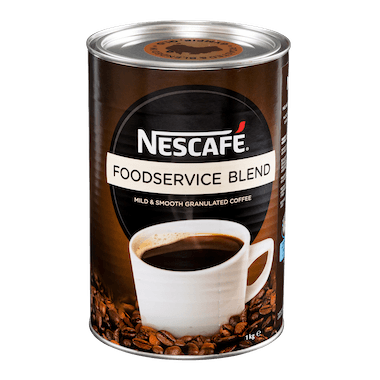 NESCAFÉ®
FOODSERVICE BLEND
MILD & SMOOTH GRANULATED COFFEE
1kg e